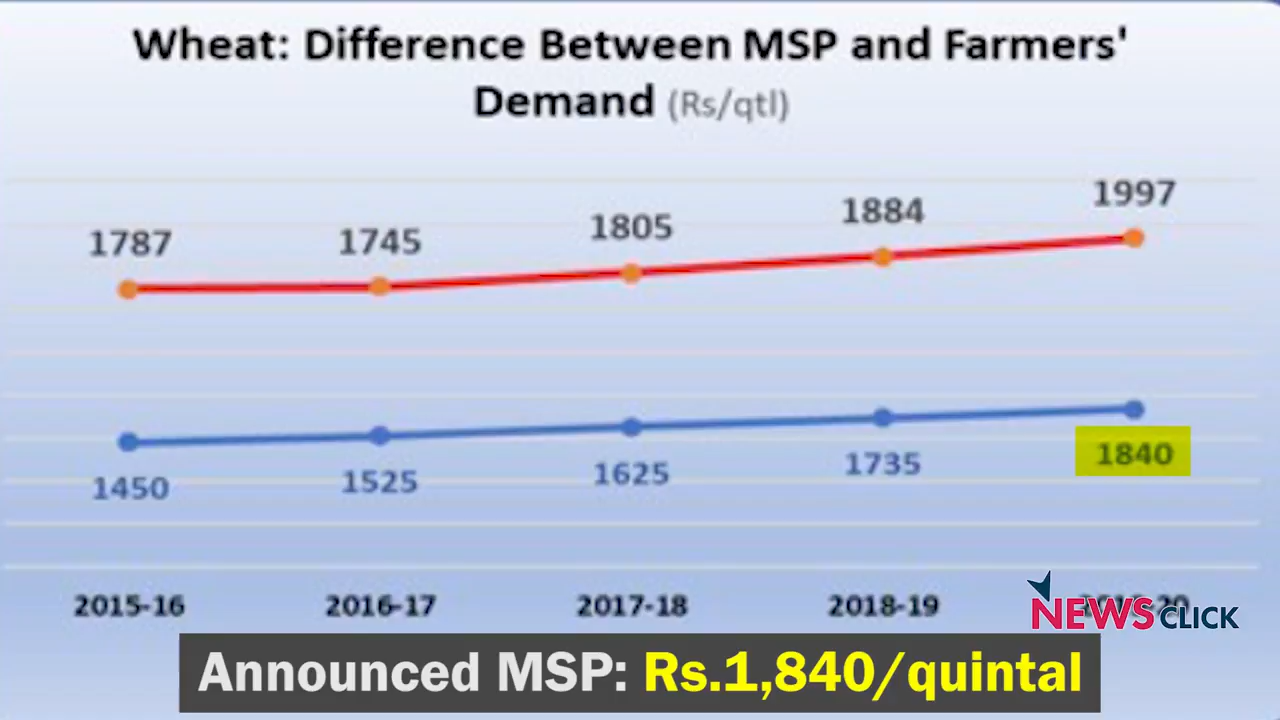 Wheat: Difference Between MSP and Farmers'
Demand (Rs/qtl)
1787 1745 1805 1884 1997
1450 1525 1625 1735 1840
2015-16 2016-17 2017-18 2018-19
NEWSCLICK
Announced MSP: Rs.1,840/quintal